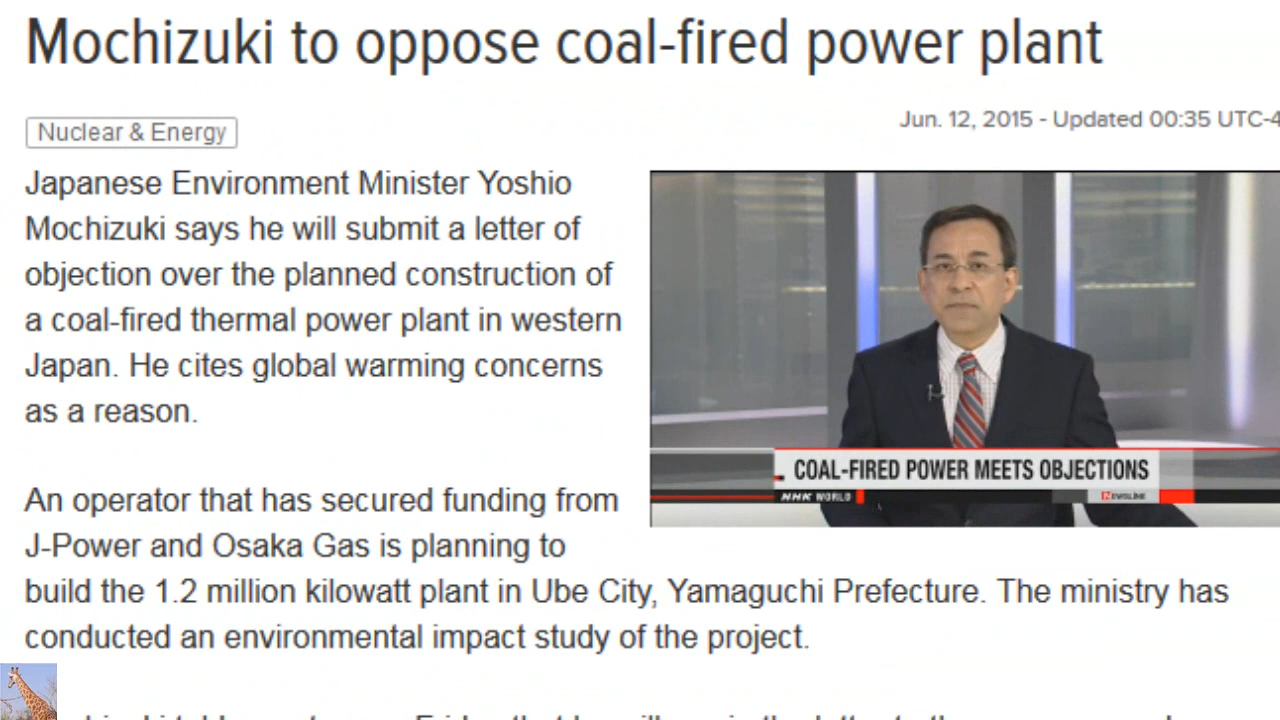 Mochizuki to oppose coal-fired power plant
Nuclear & Energy
Jun. 12, 2015 - Updated 00:35 UTC-4
Japanese Environment Minister Yoshio
Mochizuki says he will submit a letter of
objection over the planned construction of
a coal-fired thermal power plant in western
Japan. He cites global warming concerns
as a reason.
COAL-FIRED POWER MEETS OBJECTIONS
NHK WORLD
NEWSLINE
An operator that has secured funding from
J-Power and Osaka Gas is planning to
build the 1.2 million kilowatt plant in Ube City, Yamaguchi Prefecture. The ministry has
conducted an environmental impact study of the project.